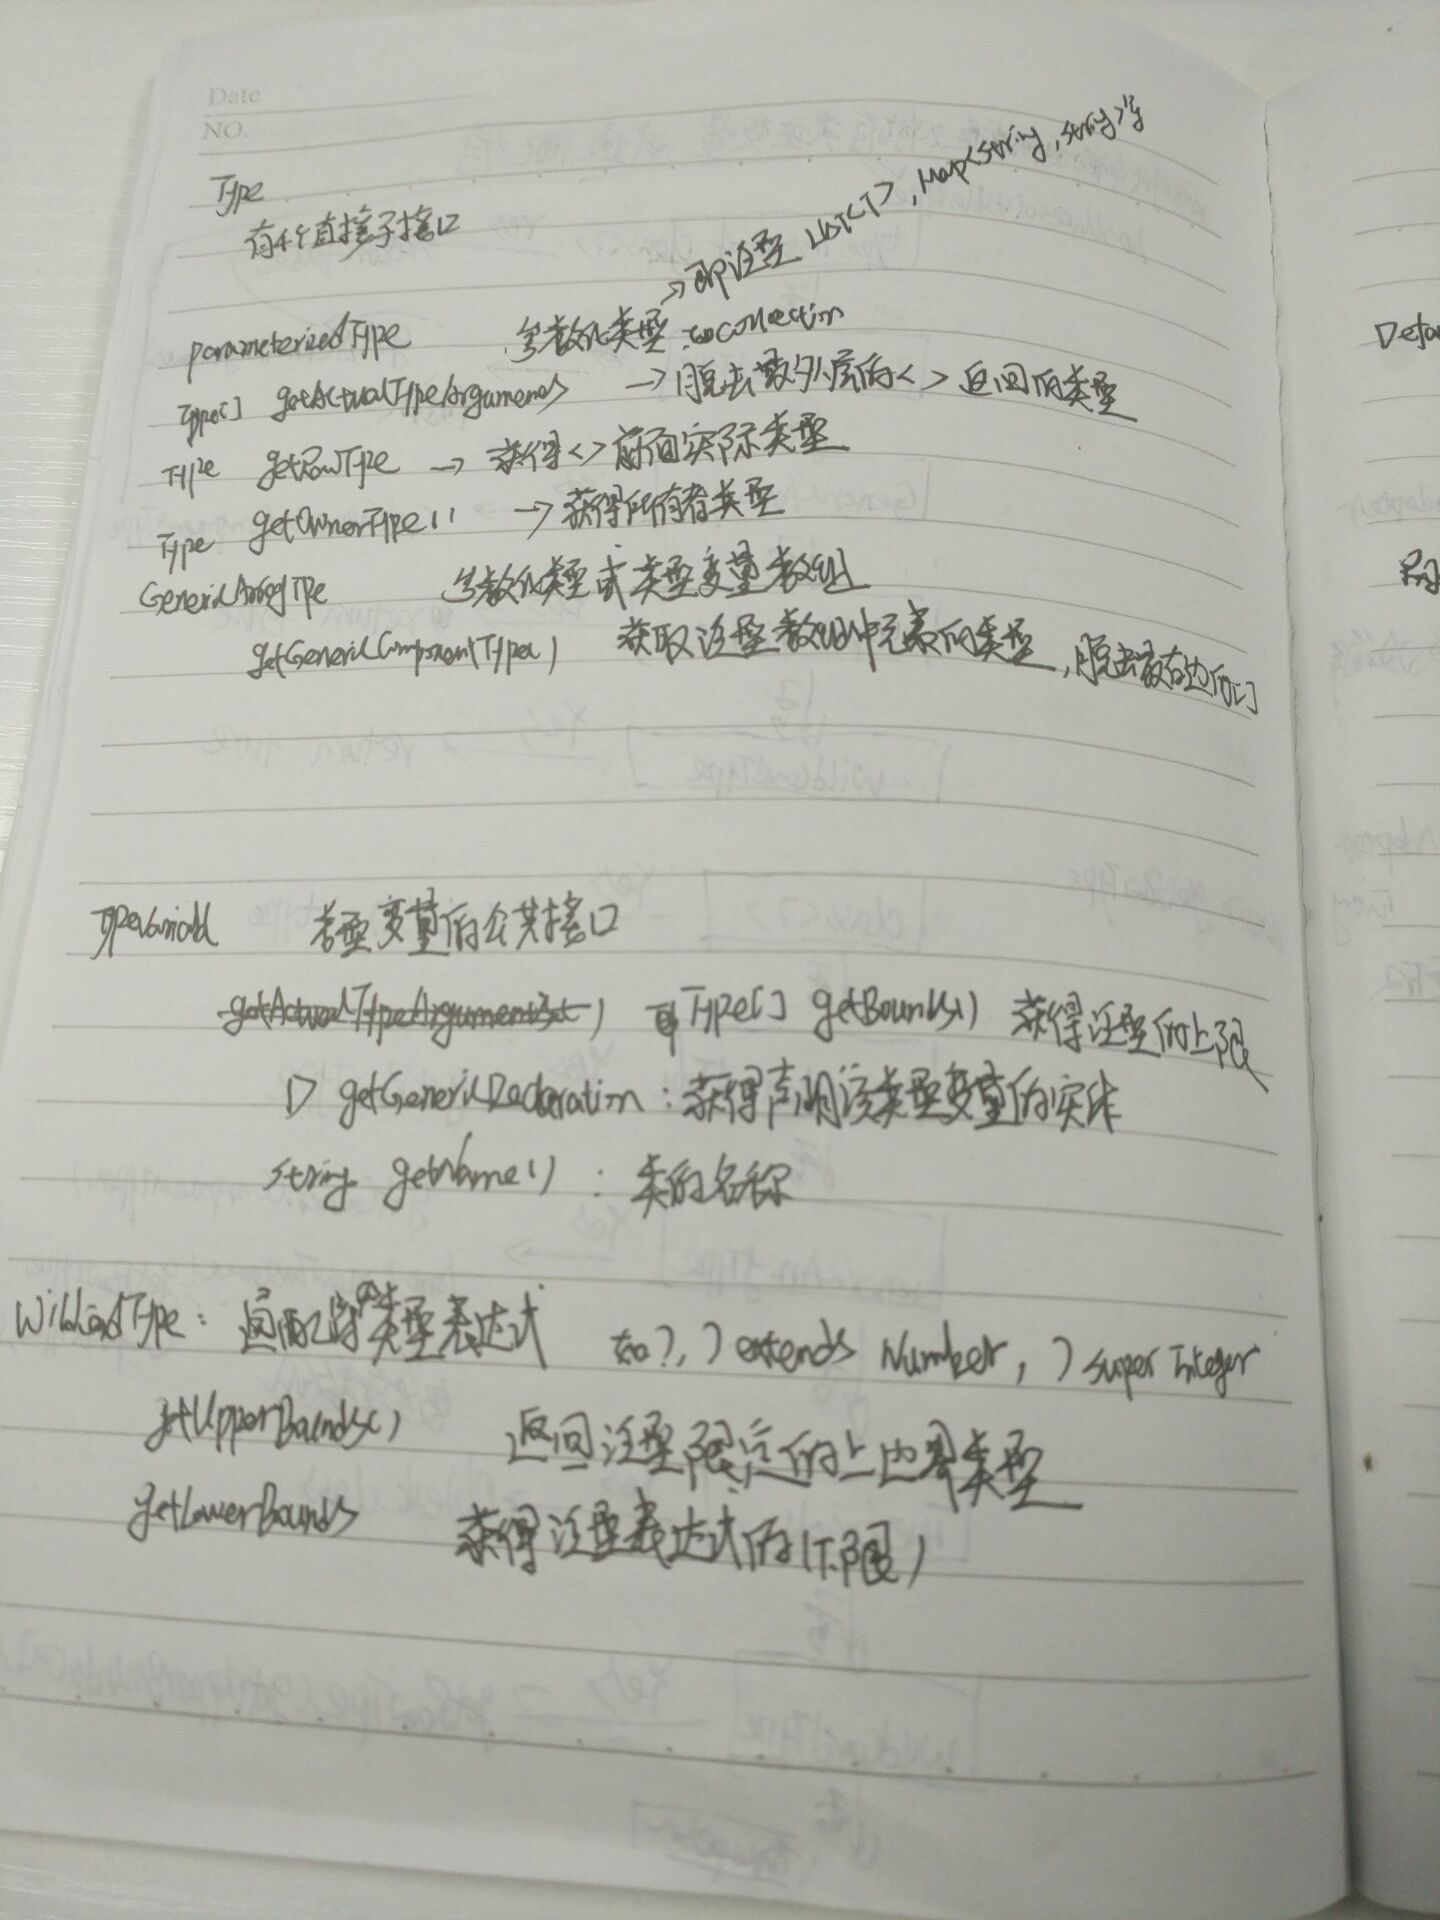 Date
NO.
Type
有4个直接子接口
parameterizedType 参数化类型 如Collection
→即泛型 List<T>, Map<String, String>等
Type[] getActualTypeArguments →脱去最外层的<>返回的类型
Type getRawType → 获得<>前面实际类型
Type getOwnerType() → 获得所有者类型
GenericArrayType 参数化类型或类型变量数组
getGenericComponentType() 获取泛型数组中元素的类型,脱去最右边的[]
TypeVariable 类型变量的公共接口
getActualTypeArguments() Type[] getBounds() 获得泛型的上限
D getGenericDeclaration : 获得声明该类型变量的实体
String getName() : 类的名称
WildcardType: 通配符的类型表达式 如?, ? extends Number, ? super Integer
getUpperBounds() 返回泛型限定的上边界类型
getLowerBounds 获得泛型表达式的(下限)